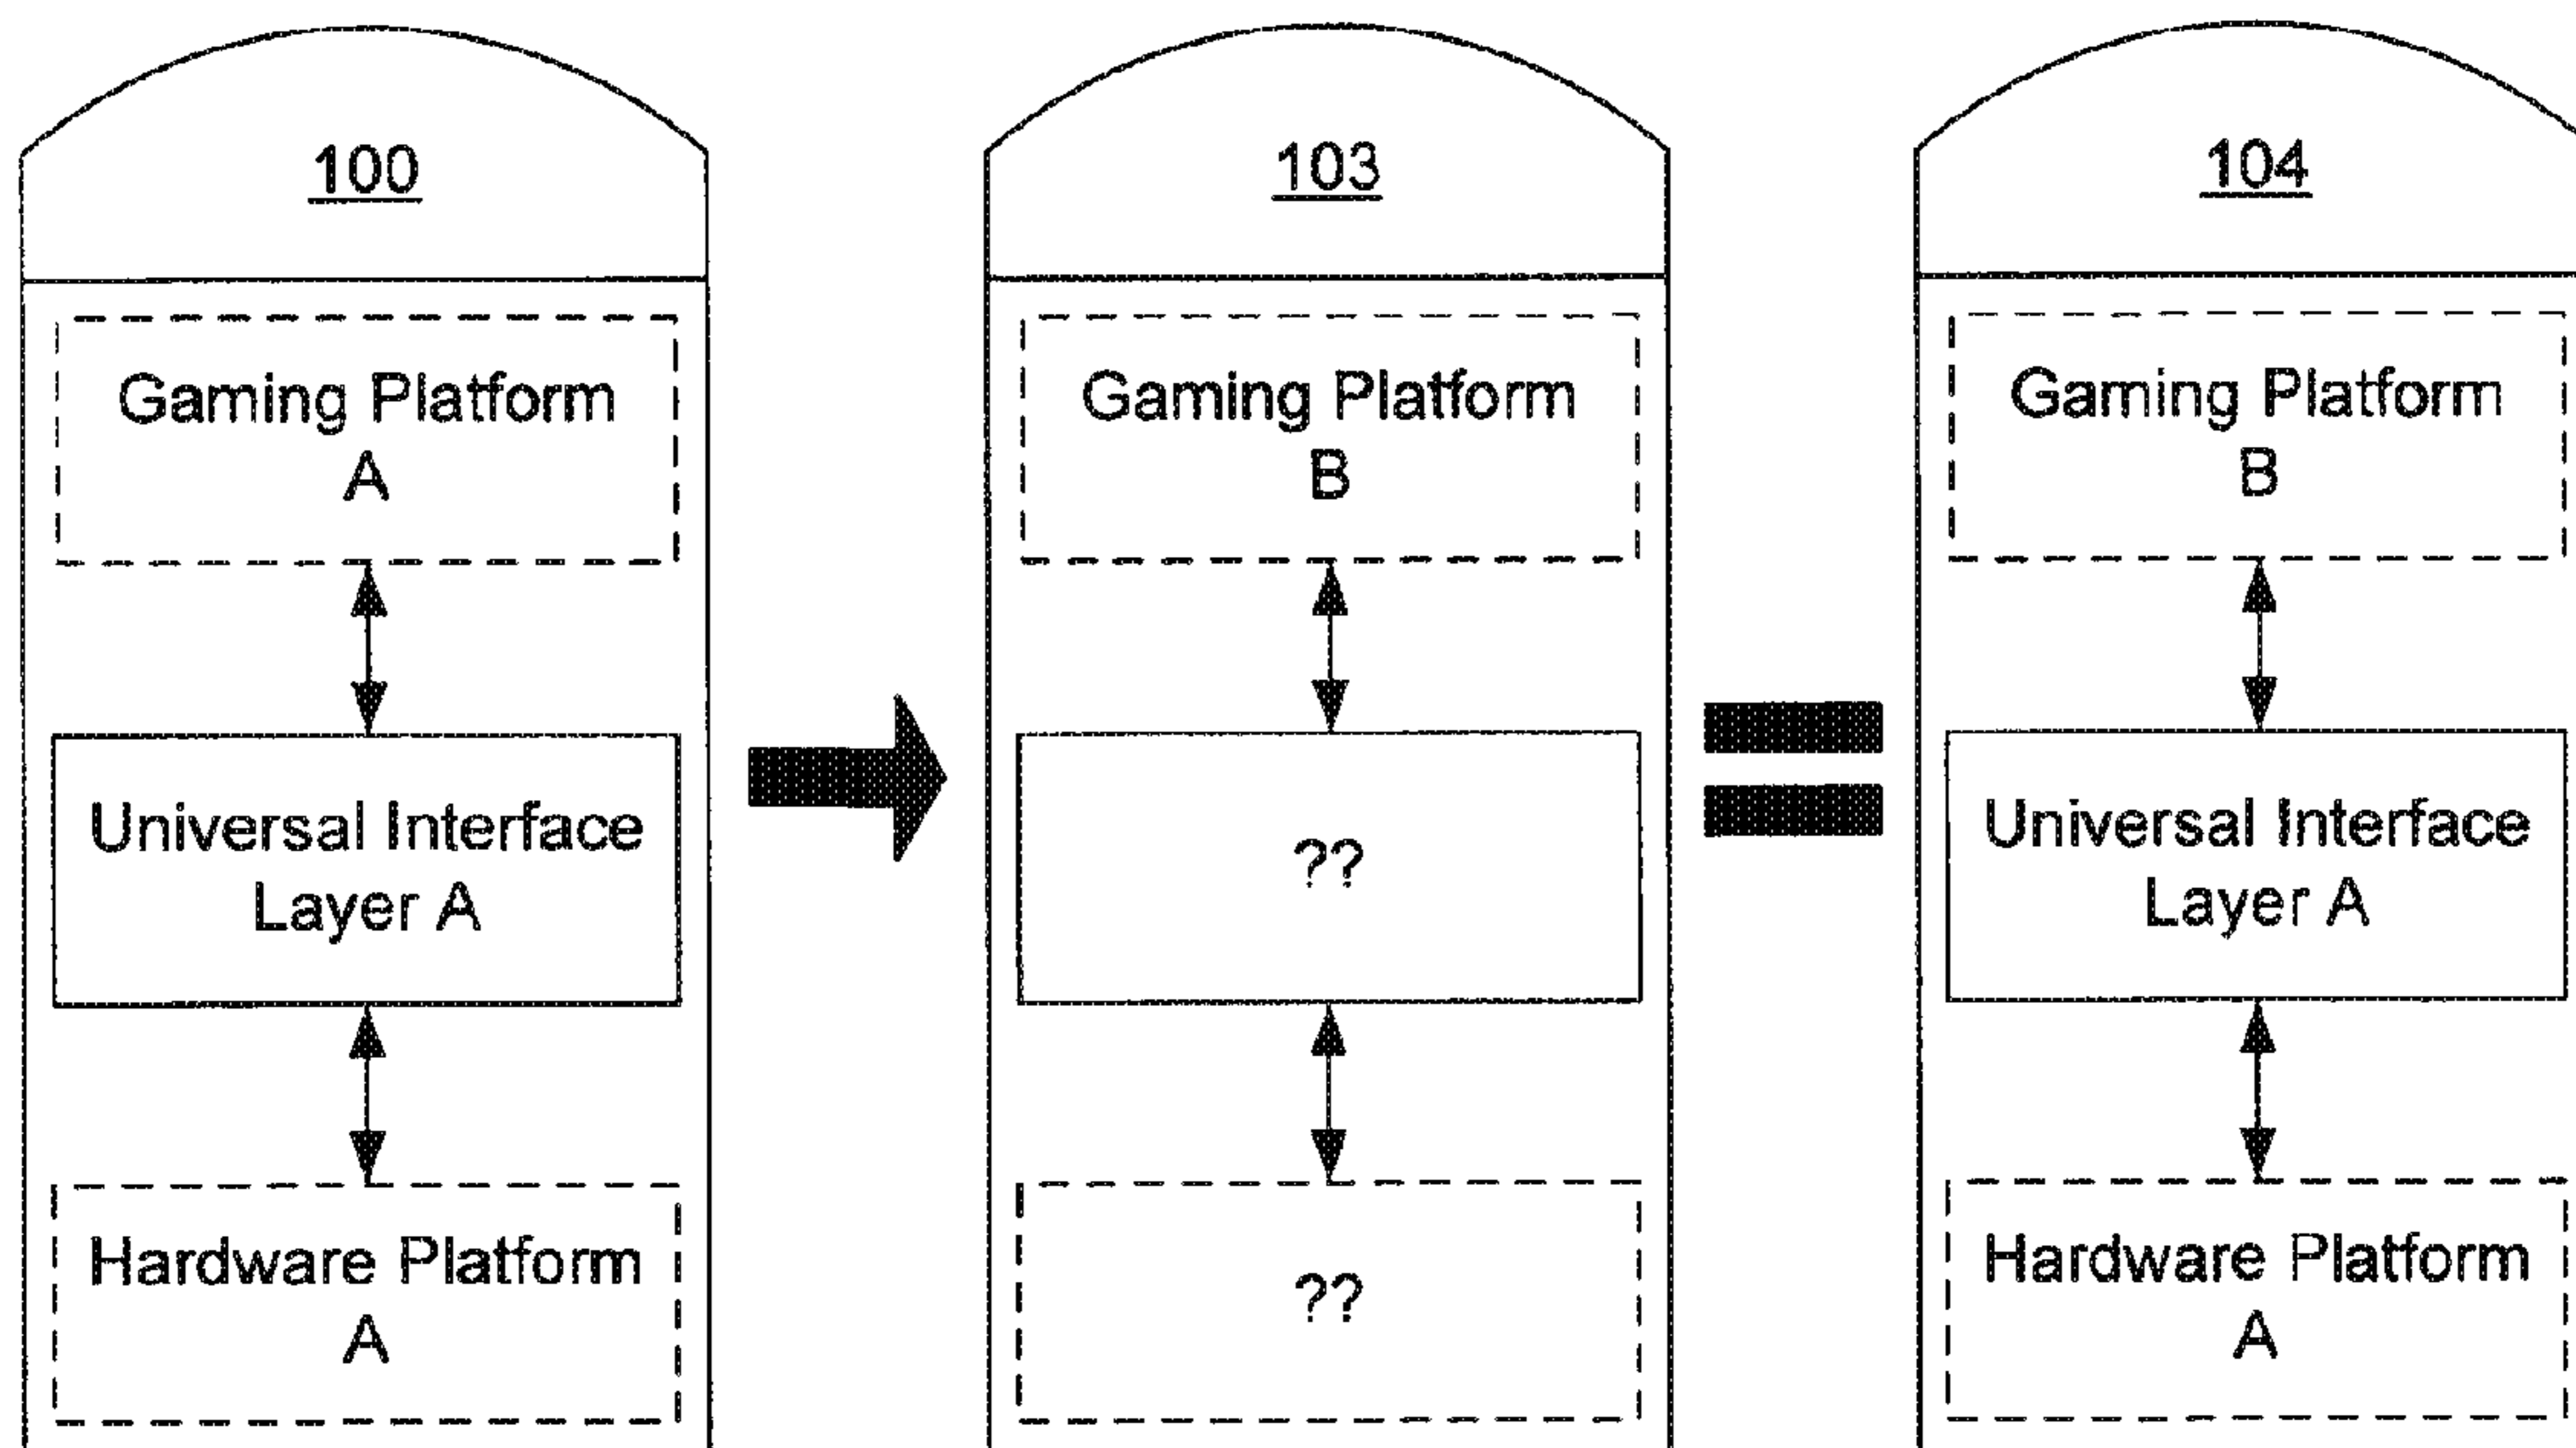 100
Gaming Platform
A
Universal Interface
Layer A
Hardware Platform
A
103
Gaming Platform
B
??
??
104
Gaming Platform
B
Universal Interface
Layer A
Hardware Platform
A